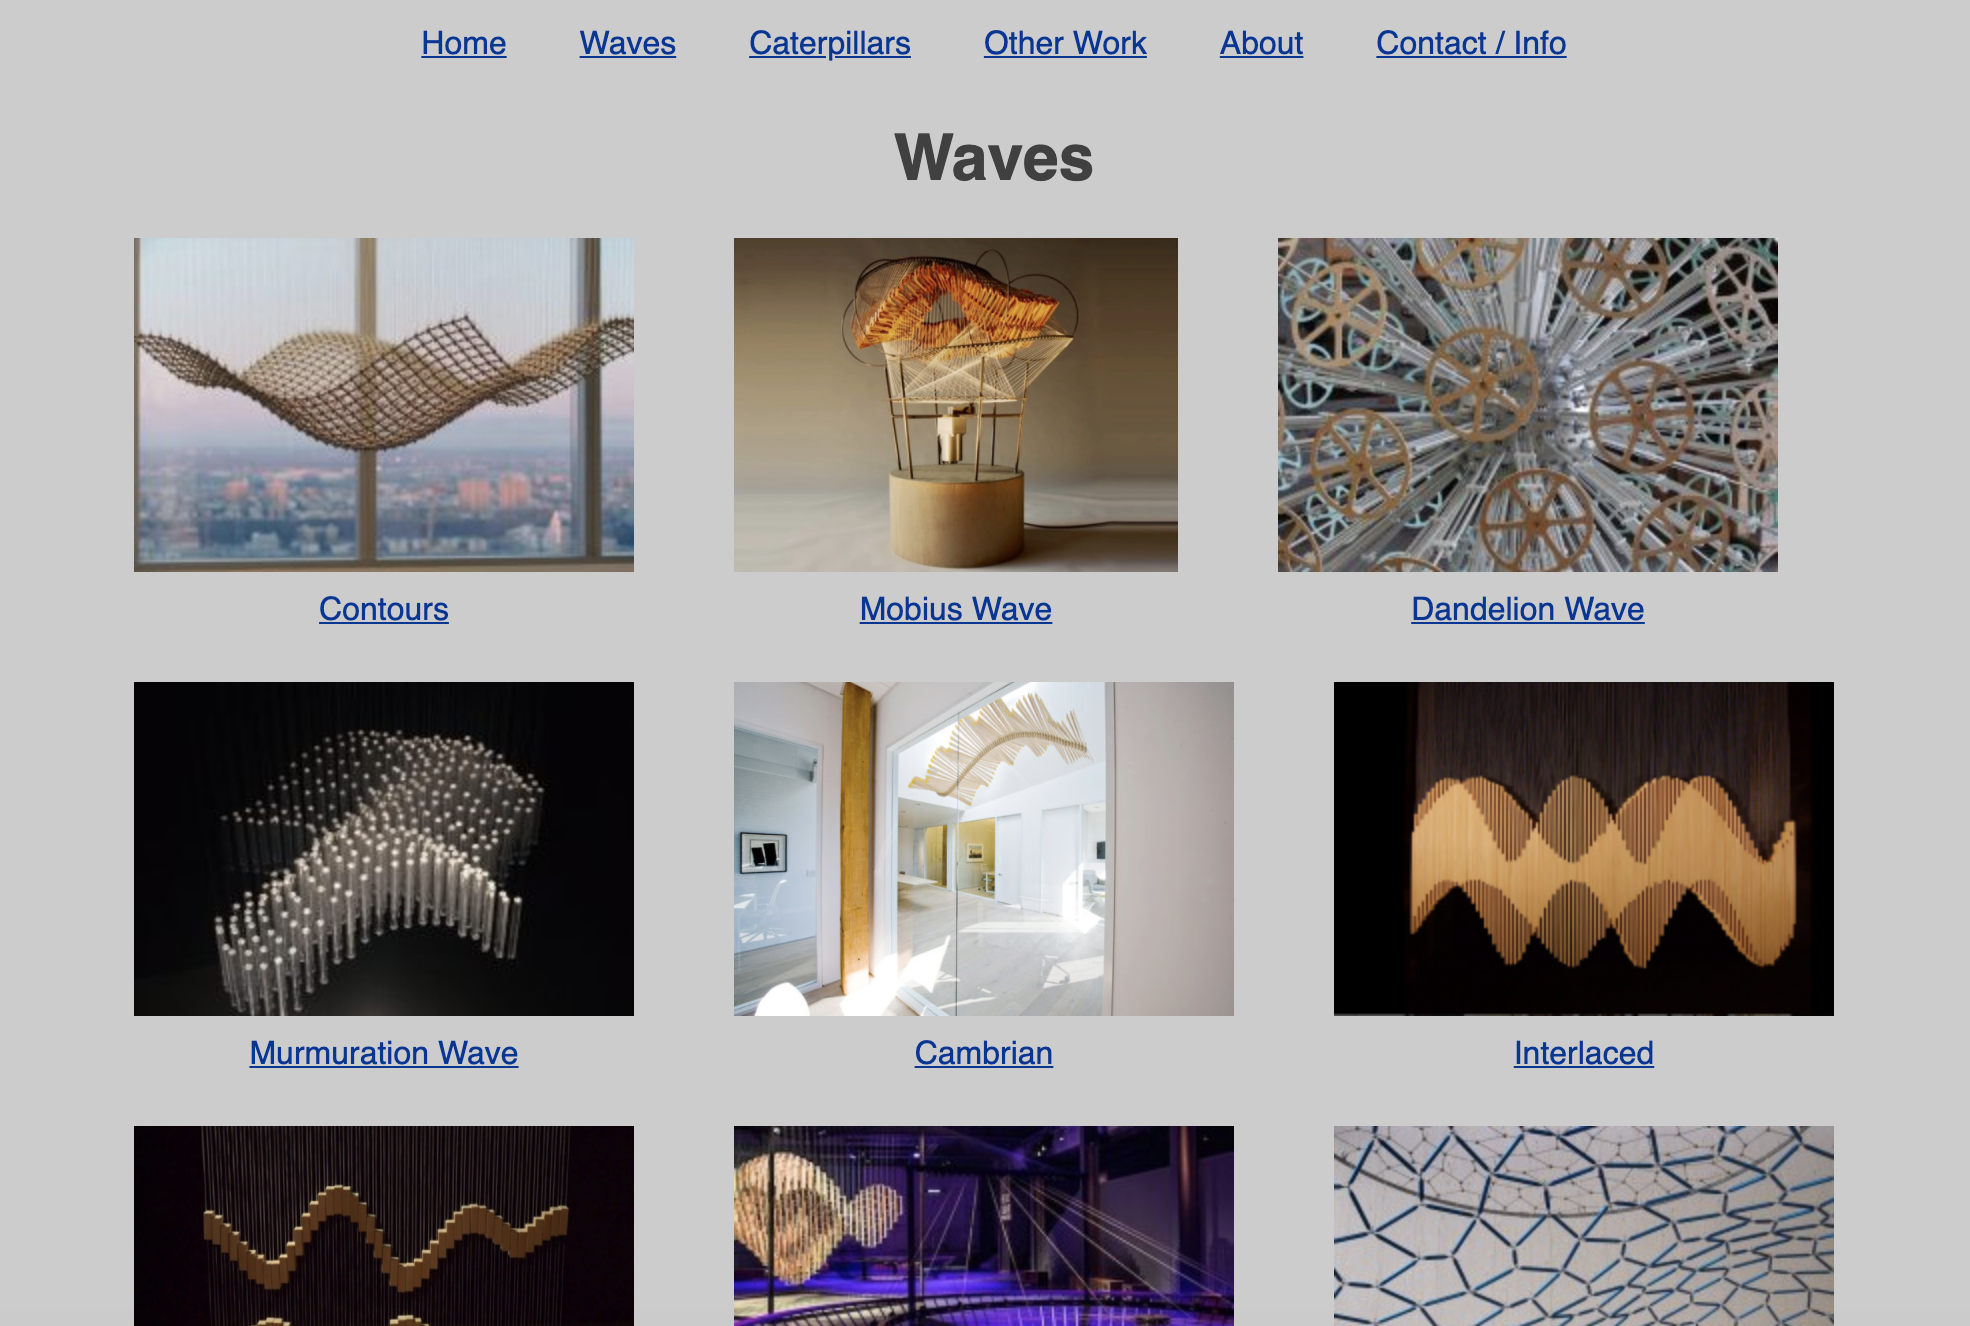 Home Waves Caterpillars Other Work About Contact / Info
Waves
Contours Mobius Wave Dandelion Wave
Murmuration Wave Cambrian Interlaced